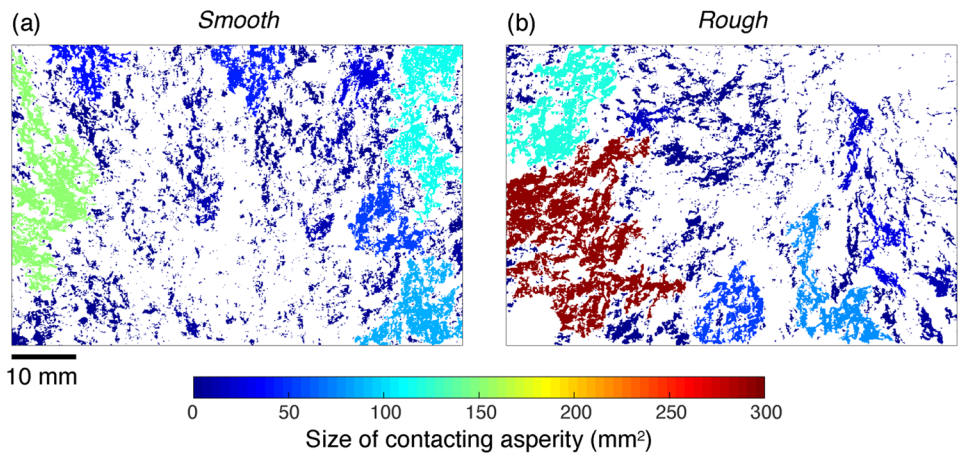 (a) Smooth
(b) Rough
10 mm
0 50 100 150 200 250 300
Size of contacting asperity (mm²)